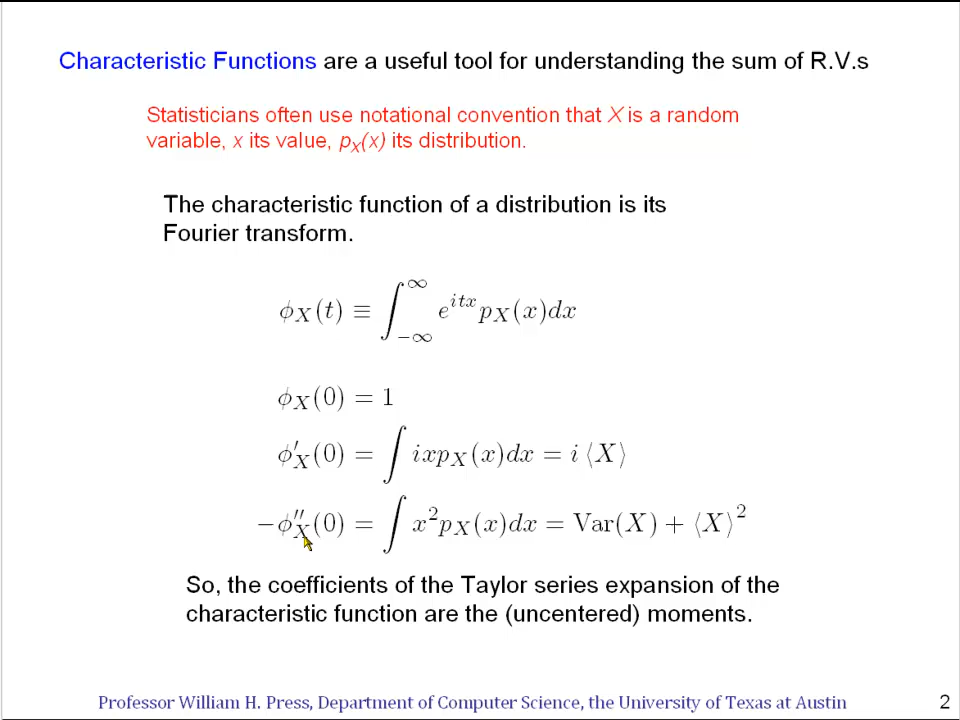 Characteristic Functions are a useful tool for understanding the sum of R.V.s
Statisticians often use notational convention that X is a random
variable, x its value, p_X(x) its distribution.
The characteristic function of a distribution is its
Fourier transform.
ϕ_X(t) ≡ ∫_{−∞}^{∞} e^{itx} p_X(x)dx
ϕ_X(0) = 1
ϕ′_X(0) = ∫ ixp_X(x)dx = i ⟨X⟩
−ϕ″_X(0) = ∫ x²p_X(x)dx = Var(X) + ⟨X⟩²
So, the coefficients of the Taylor series expansion of the
characteristic function are the (uncentered) moments.
Professor William H. Press, Department of Computer Science, the University of Texas at Austin
2